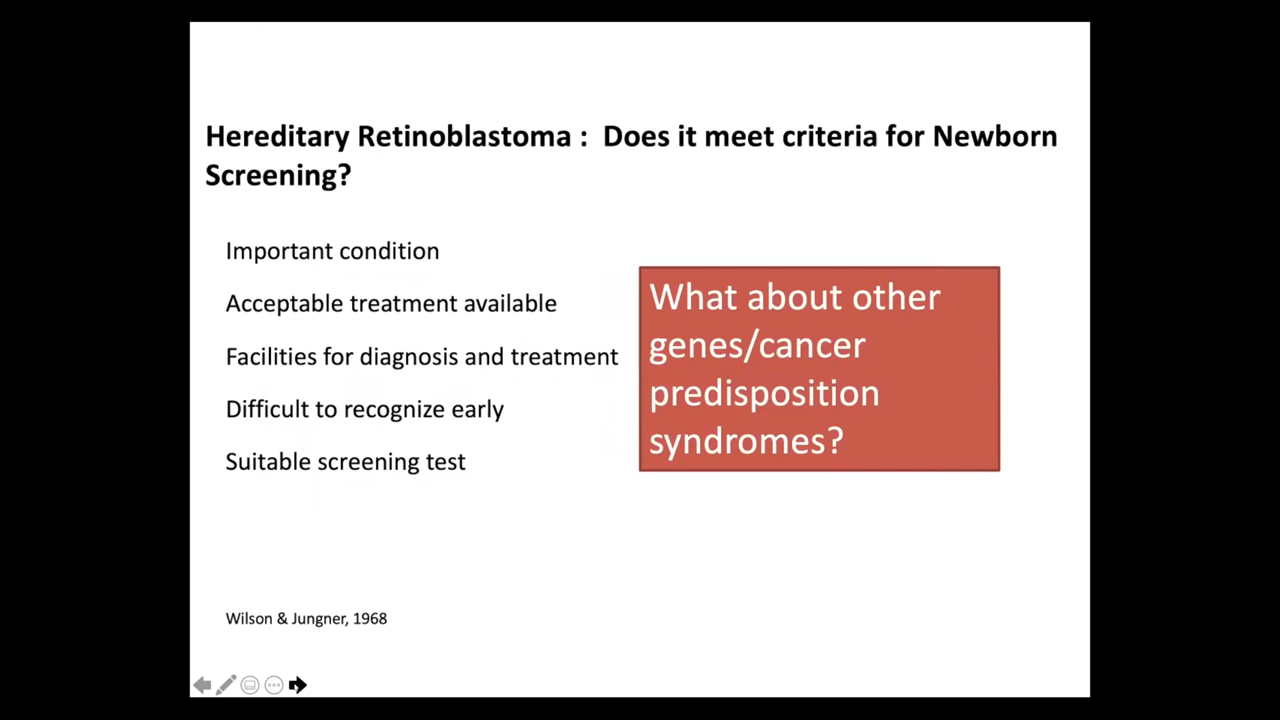 Hereditary Retinoblastoma :  Does it meet criteria for Newborn
Screening?
Important condition
Acceptable treatment available
Facilities for diagnosis and treatment
Difficult to recognize early
Suitable screening test
What about other
genes/cancer
predisposition
syndromes?
Wilson & Jungner, 1968